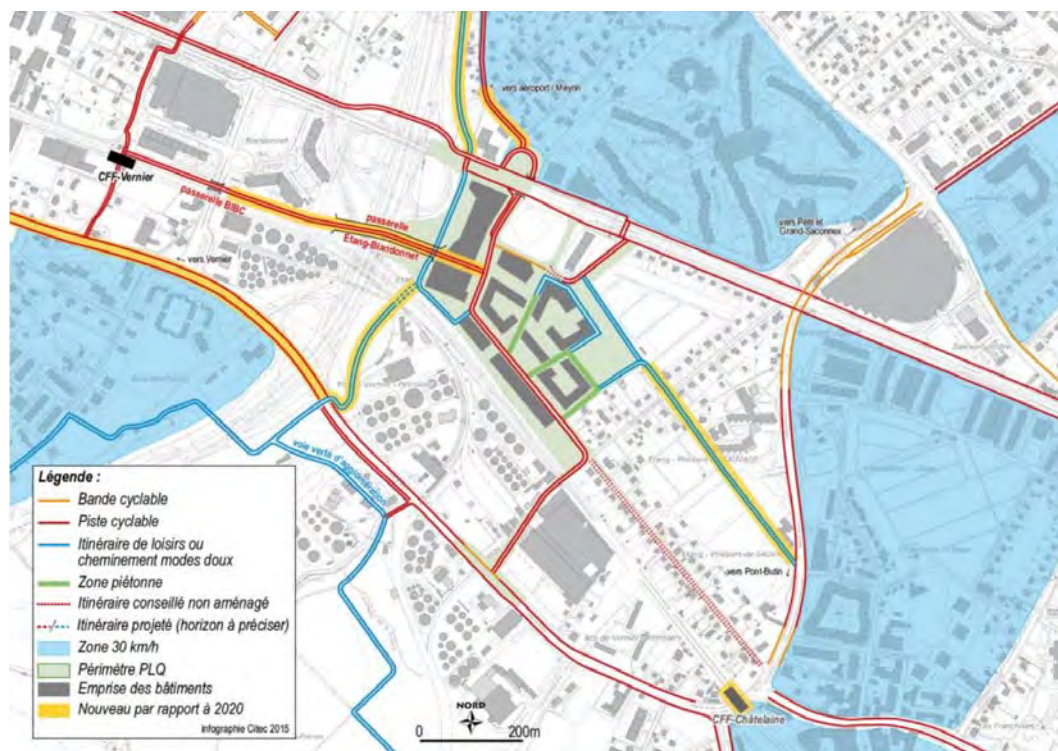 vers aéroport / Meyrin
Blandonnet
CFF-Vernier
passerelle BIBC
passerelle
Etang-Blandonnet
vers Vernier
vers Petit et
Grand-Saconnex
voie verte d'agglomération
vers Pont-Butin
CFF-Châtelaine
Légende :
Bande cyclable
Piste cyclable
Itinéraire de loisirs ou
cheminement modes doux
Zone piétonne
Itinéraire conseillé non aménagé
Itinéraire projeté (horizon à préciser)
Zone 30 km/h
Périmètre PLQ
Emprise des bâtiments
Nouveau par rapport à 2020
Infographie Citec 2015
NORD
0 200m